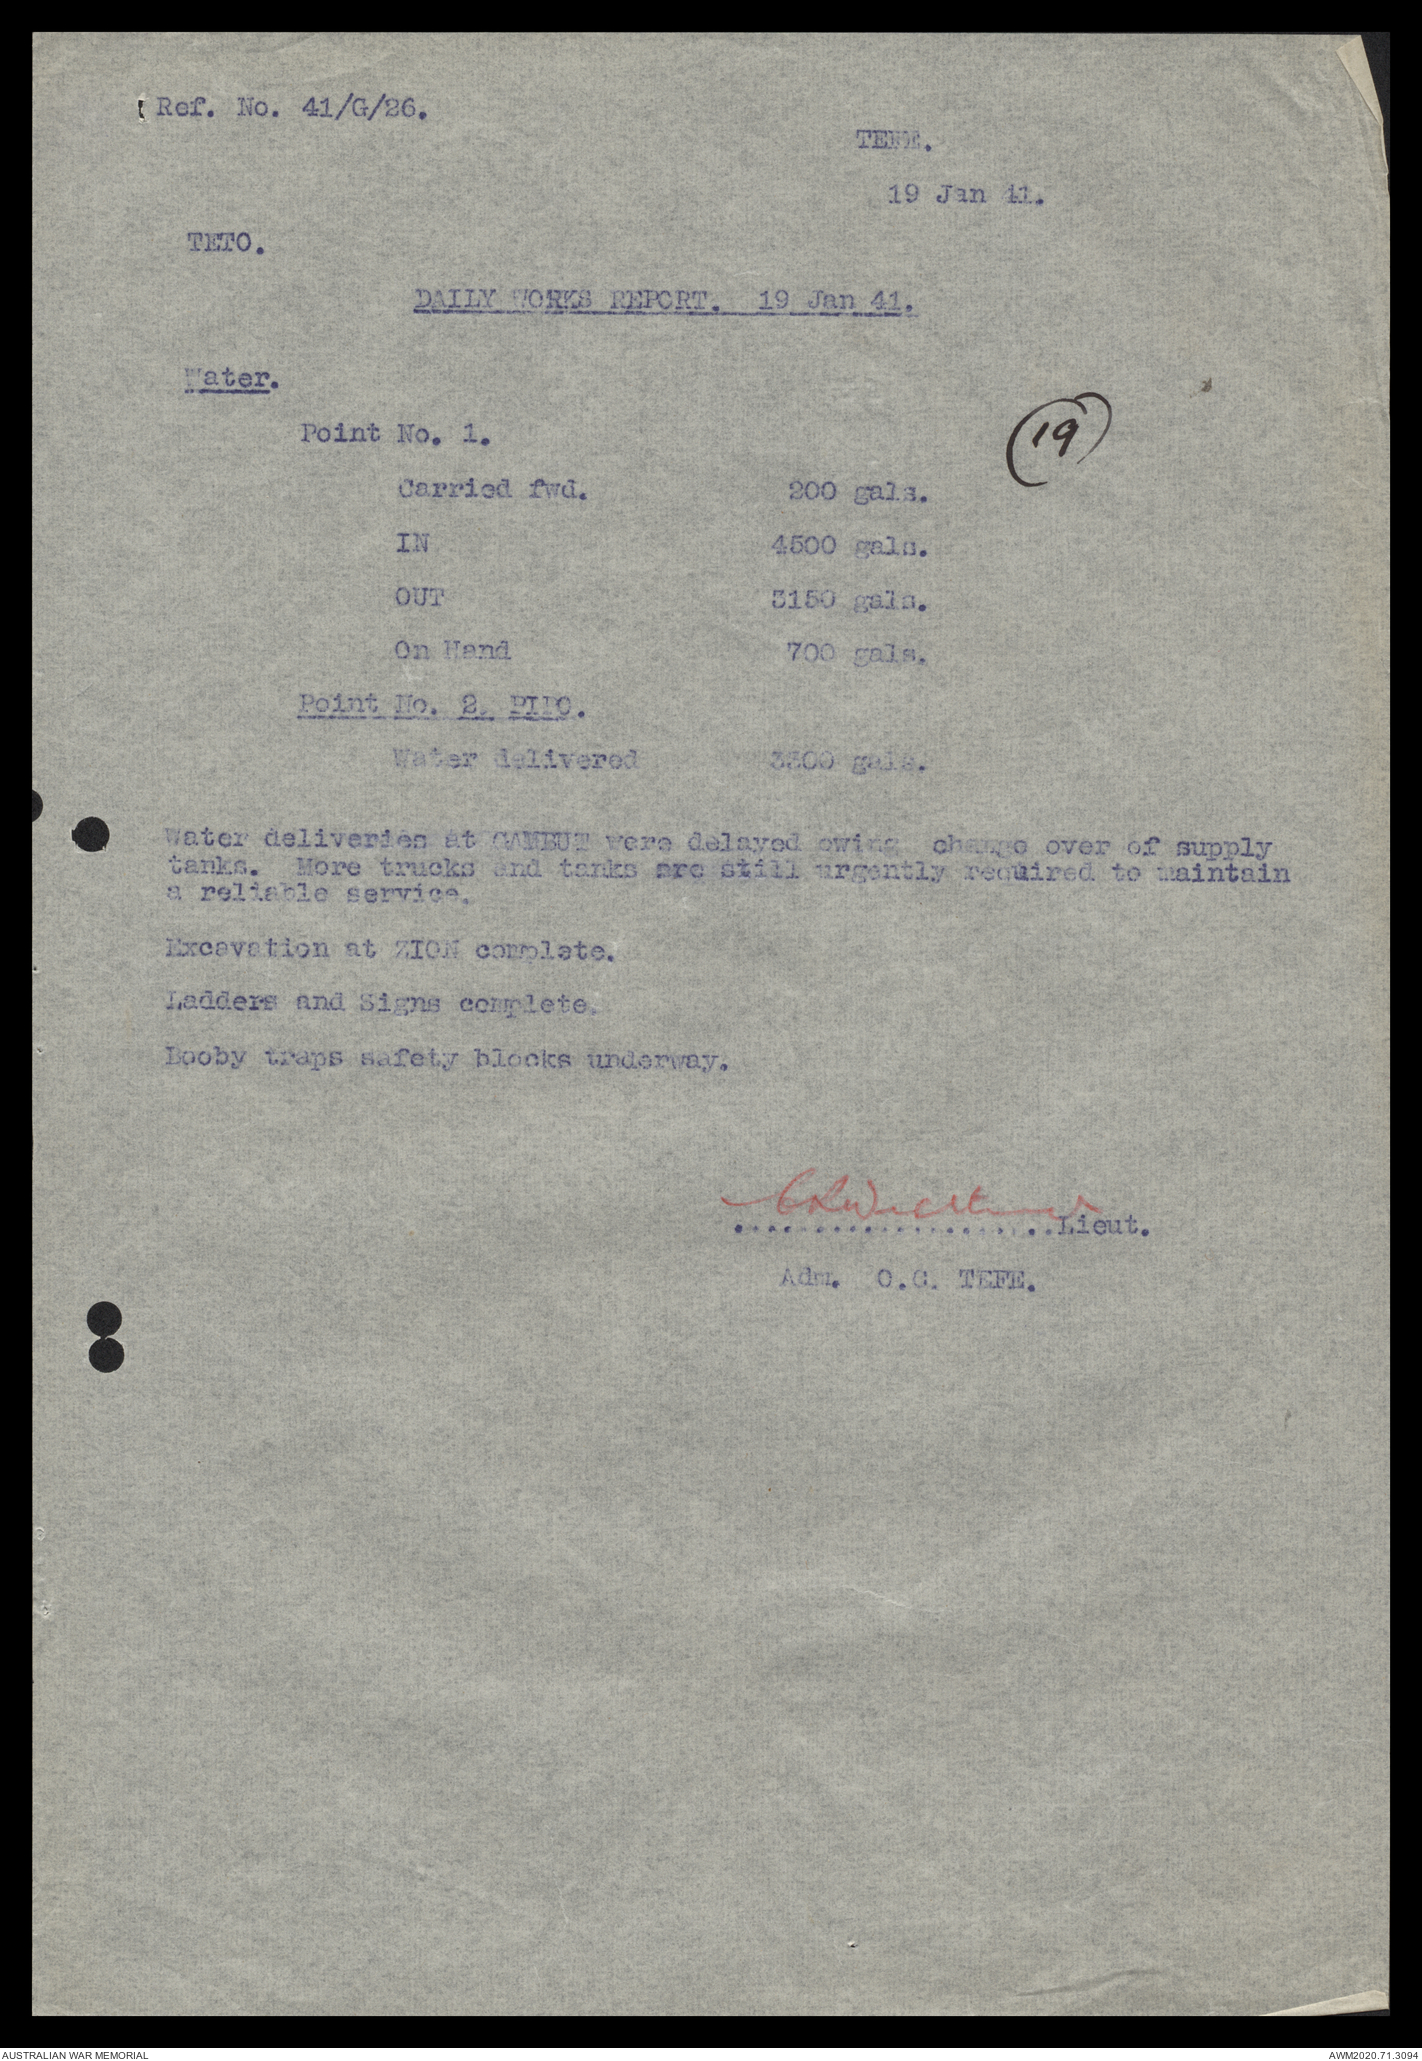 Ref. No. 41/G/26.
19 Jan 41.
TETO.
DAILY WORKS REPORT. 19 Jan 41.
Water.
Point No. 1.
(19)
Carried fwd. 200 gals.
IN 4500 gals.
OUT 3150 gals.
On Hand 700 gals.
Point No. 2.
Water delivered 3300 gals.
Water deliveries at GAMBUT were delayed owing change over of supply
tanks. More trucks and tanks are still urgently required to maintain
a reliable service.
Excavation at ZION complete.
Ladders and Signs complete.
Booby traps safety blocks underway.
Lieut.
Adm. O.C. TEFE.
AUSTRALIAN WAR MEMORIAL
AWM2020.71.3094